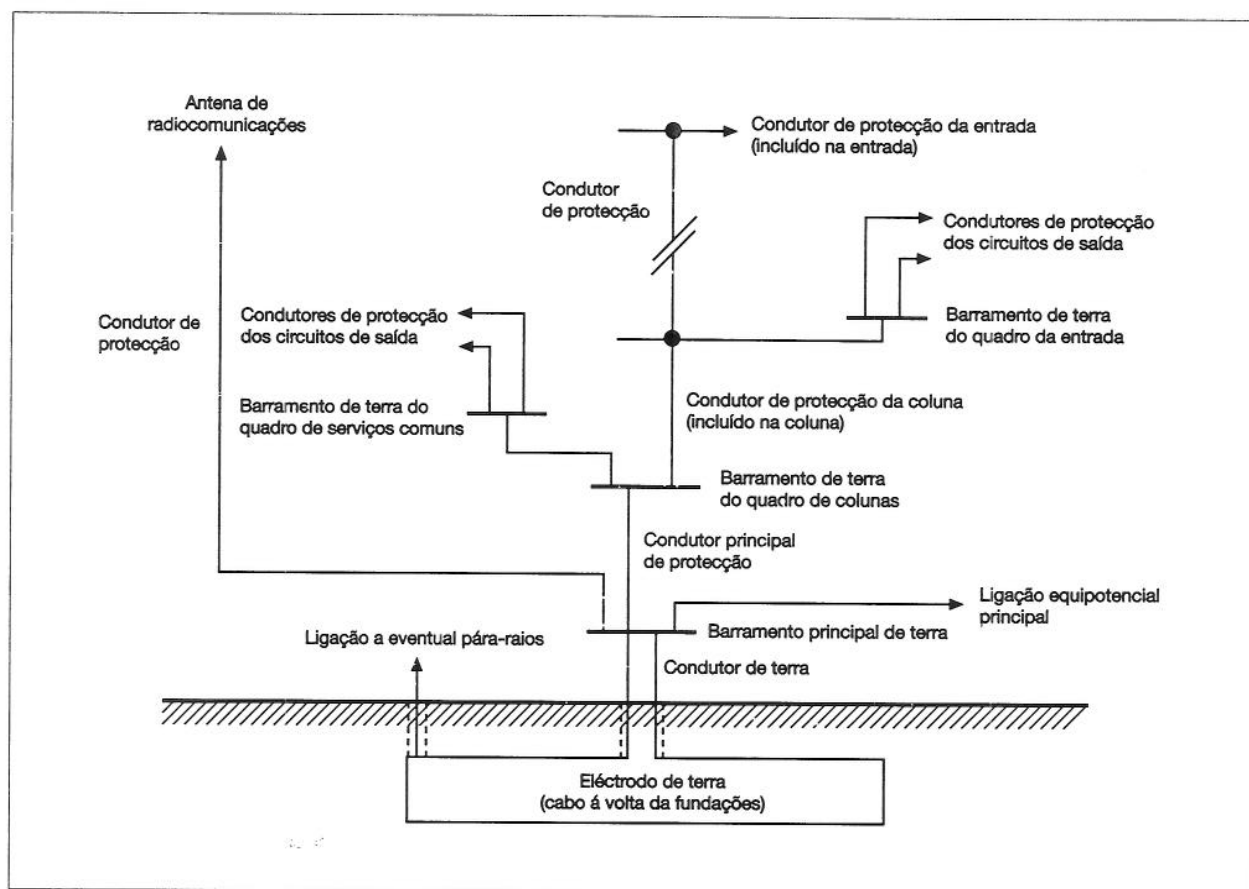 Antena de
radiocomunicações
Condutor de protecção da entrada
(incluído na entrada)
Condutor
de protecção
Condutores de protecção
dos circuitos de saída
Condutor de
protecção
Condutores de protecção
dos circuitos de saída
Barramento de terra
do quadro da entrada
Barramento de terra do
quadro de serviços comuns
Condutor de protecção da coluna
(incluído na coluna)
Barramento de terra
do quadro de colunas
Condutor principal
de protecção
Ligação equipotencial
principal
Ligação a eventual pára-raios
Barramento principal de terra
Condutor de terra
Eléctrodo de terra
(cabo á volta da fundações)